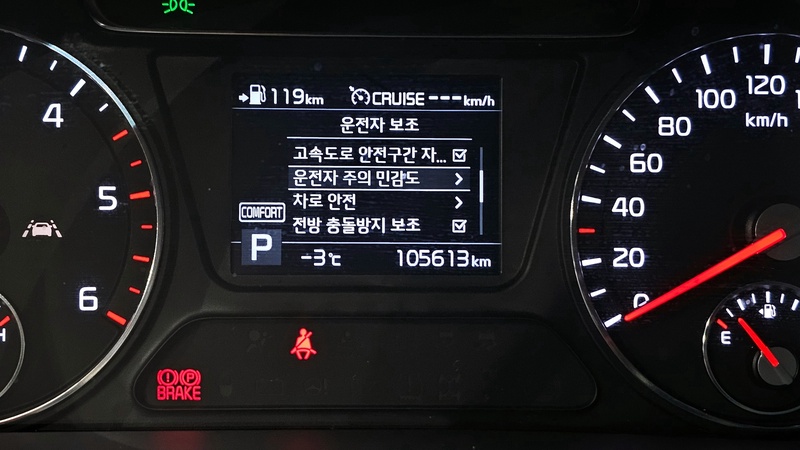 119km CRUISE ---km/h
운전자 보조
고속도로 안전구간 자...
운전자 주의 민감도
차로 안전
전방 충돌방지 보조
COMFORT
P -3℃ 105613km
4
5
6
H
120
100
km/h
80
60
40
20
0
E
BRAKE
P